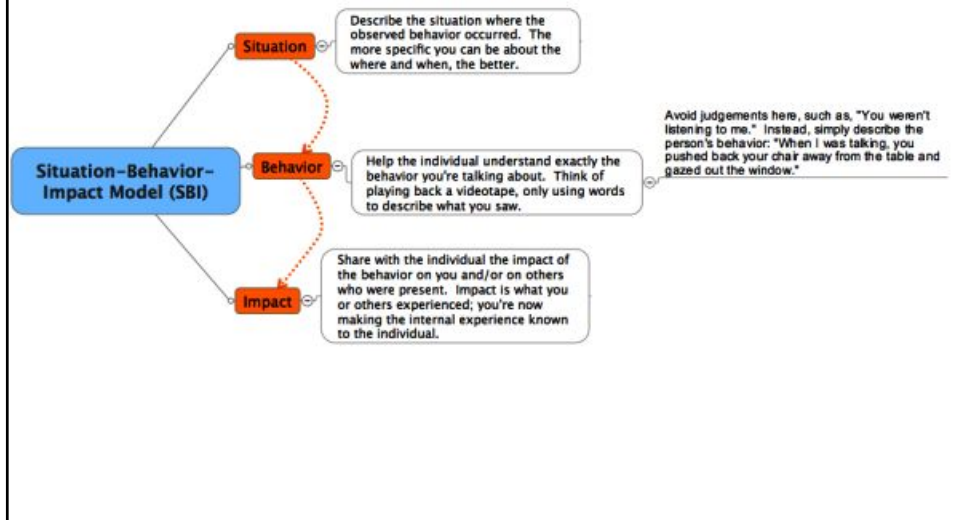 Situation
Describe the situation where the
observed behavior occurred. The
more specific you can be about the
where and when, the better.
Situation-Behavior-
Impact Model (SBI)
Behavior
Help the individual understand exactly the
behavior you're talking about. Think of
playing back a videotape, only using words
to describe what you saw.
Avoid judgements here, such as, "You weren't
listening to me." Instead, simply describe the
person's behavior: "When I was talking, you
pushed back your chair away from the table and
gazed out the window."
Impact
Share with the individual the impact of
the behavior on you and/or on others
who were present. Impact is what you
or others experienced; you're now
making the internal experience known
to the individual.